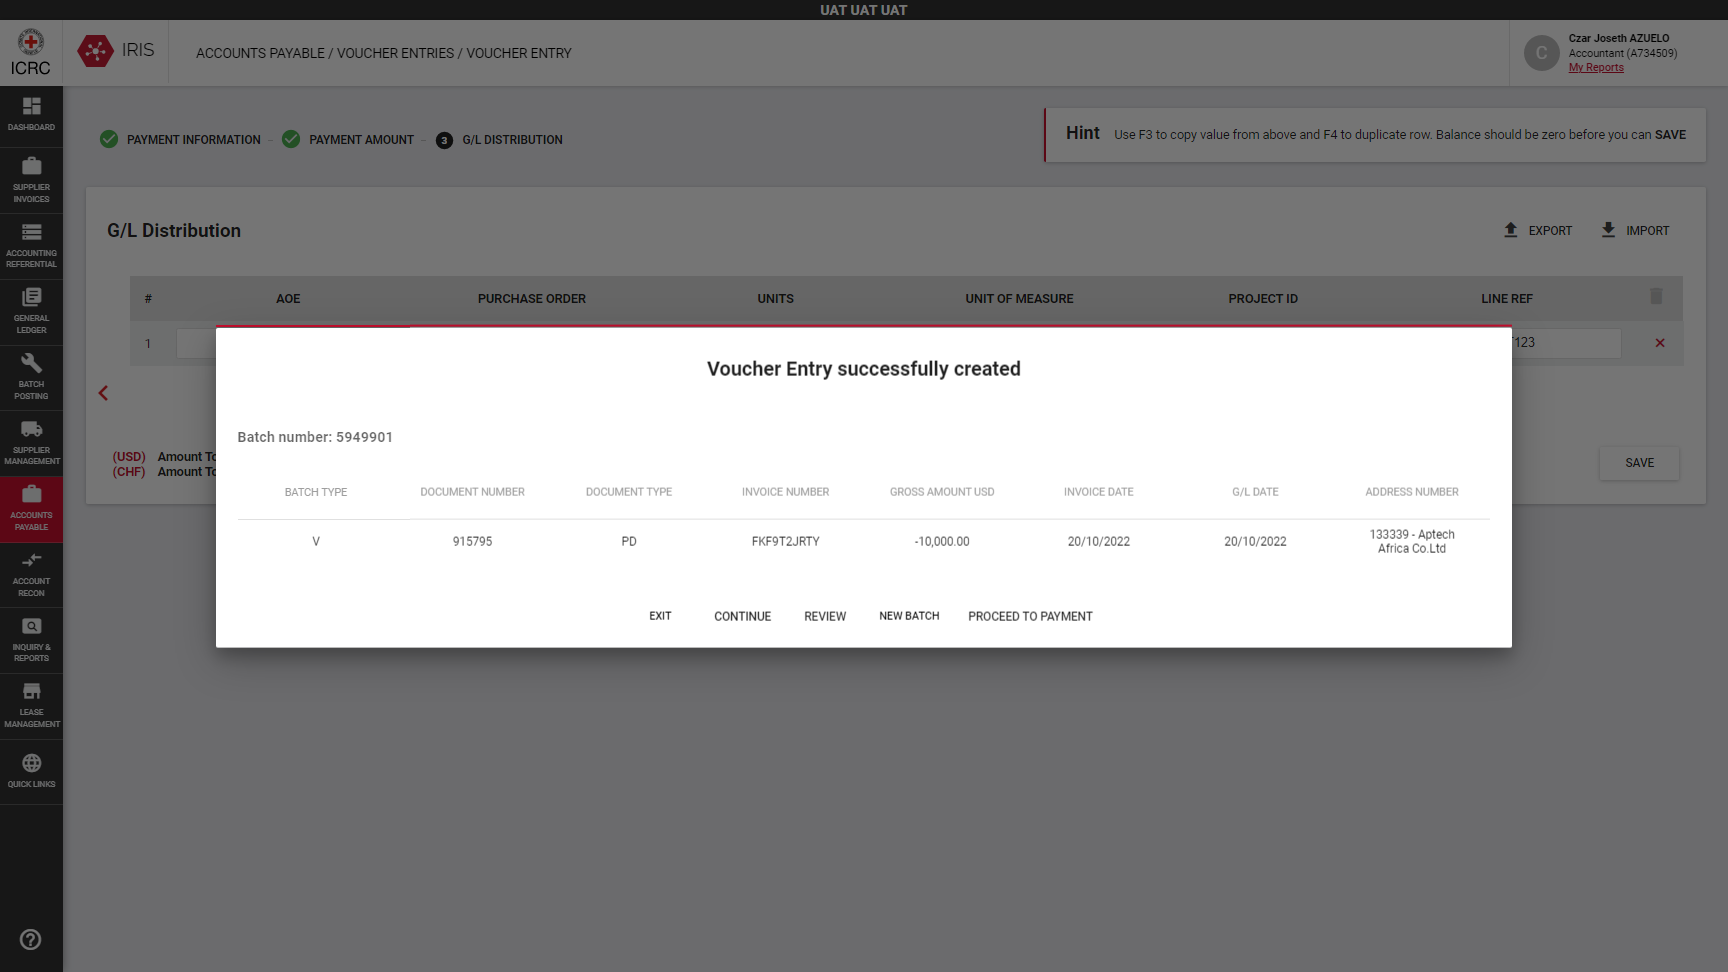 UAT UAT UAT
ICRC
IRIS
ACCOUNTS PAYABLE / VOUCHER ENTRIES / VOUCHER ENTRY
C
Czar Joseth AZUELO
Accountant (A734509)
My Reports
DASHBOARD
SUPPLIER
INVOICES
ACCOUNTING
REFERENTIAL
GENERAL
LEDGER
BATCH
POSTING
SUPPLIER
MANAGEMENT
ACCOUNTS
PAYABLE
ACCOUNT
RECON
INQUIRY &
REPORTS
LEASE
MANAGEMENT
QUICK LINKS
PAYMENT INFORMATION
PAYMENT AMOUNT
3 G/L DISTRIBUTION
Hint Use F3 to copy value from above and F4 to duplicate row. Balance should be zero before you can SAVE
G/L Distribution
EXPORT
IMPORT
# AOE PURCHASE ORDER UNITS UNIT OF MEASURE PROJECT ID LINE REF
1 123
(USD) Amount To
(CHF) Amount To
SAVE
Voucher Entry successfully created
Batch number: 5949901
BATCH TYPE DOCUMENT NUMBER DOCUMENT TYPE INVOICE NUMBER GROSS AMOUNT USD INVOICE DATE G/L DATE ADDRESS NUMBER
V 915795 PD FKF9T2JRTY -10,000.00 20/10/2022 20/10/2022 133339 - Aptech
Africa Co.Ltd
EXIT CONTINUE REVIEW NEW BATCH PROCEED TO PAYMENT